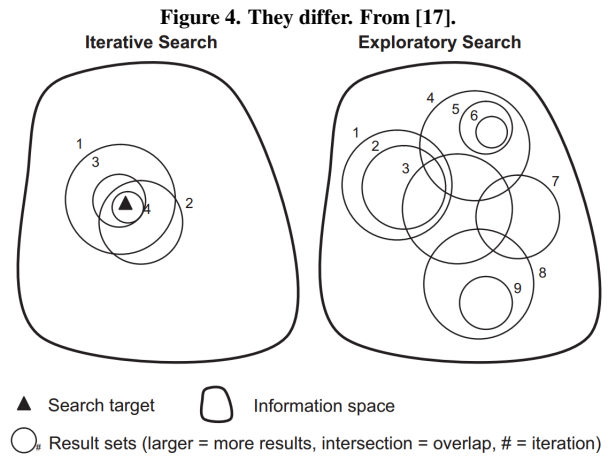 Figure 4. They differ. From [17].
Iterative Search
Exploratory Search
1
3
4
2
4
5
6
1
2
3
7
8
9
Search target
Information space
# Result sets (larger = more results, intersection = overlap, # = iteration)